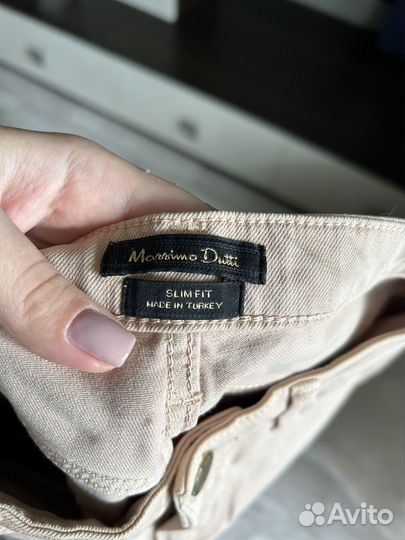 Massimo Dutti
SLIM FIT
MADE IN TURKEY
Avito